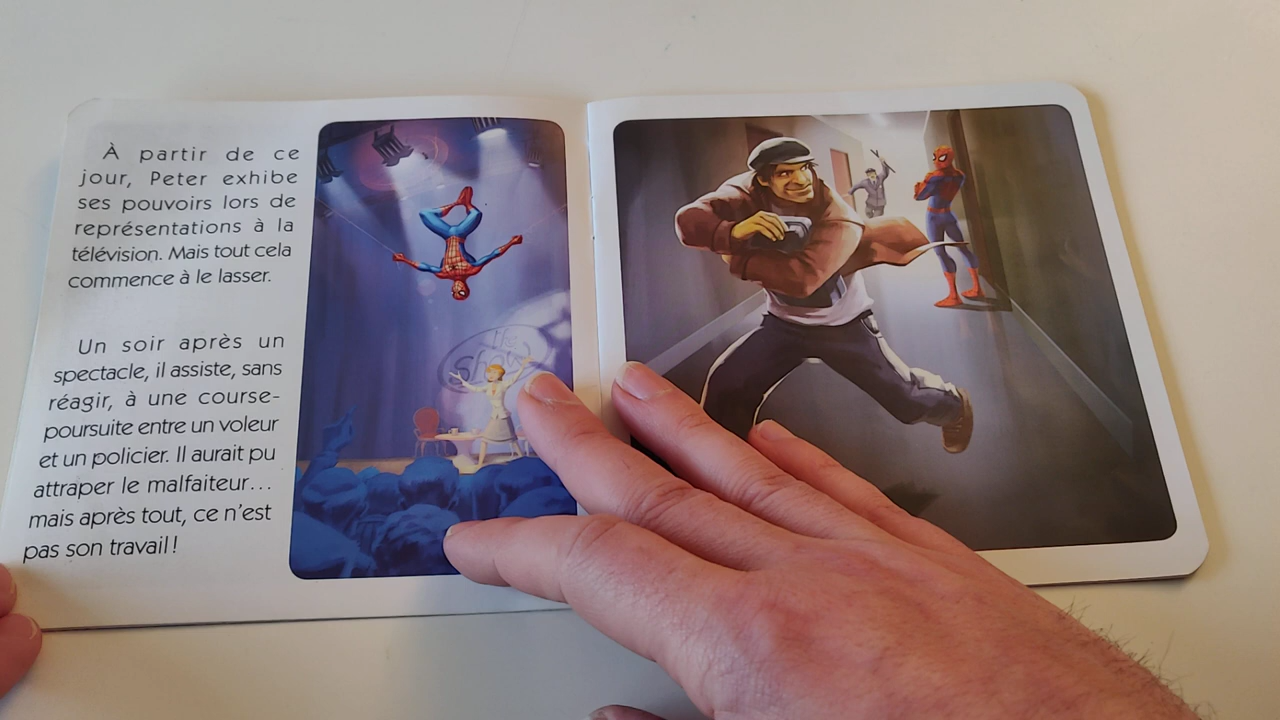 À partir de ce
jour, Peter exhibe
ses pouvoirs lors de
représentations à la
télévision. Mais tout cela
commence à le lasser.
Un soir après un
spectacle, il assiste, sans
réagir, à une course-
poursuite entre un voleur
et un policier. Il aurait pu
attraper le malfaiteur...
mais après tout, ce n'est
pas son travail !
the
Show